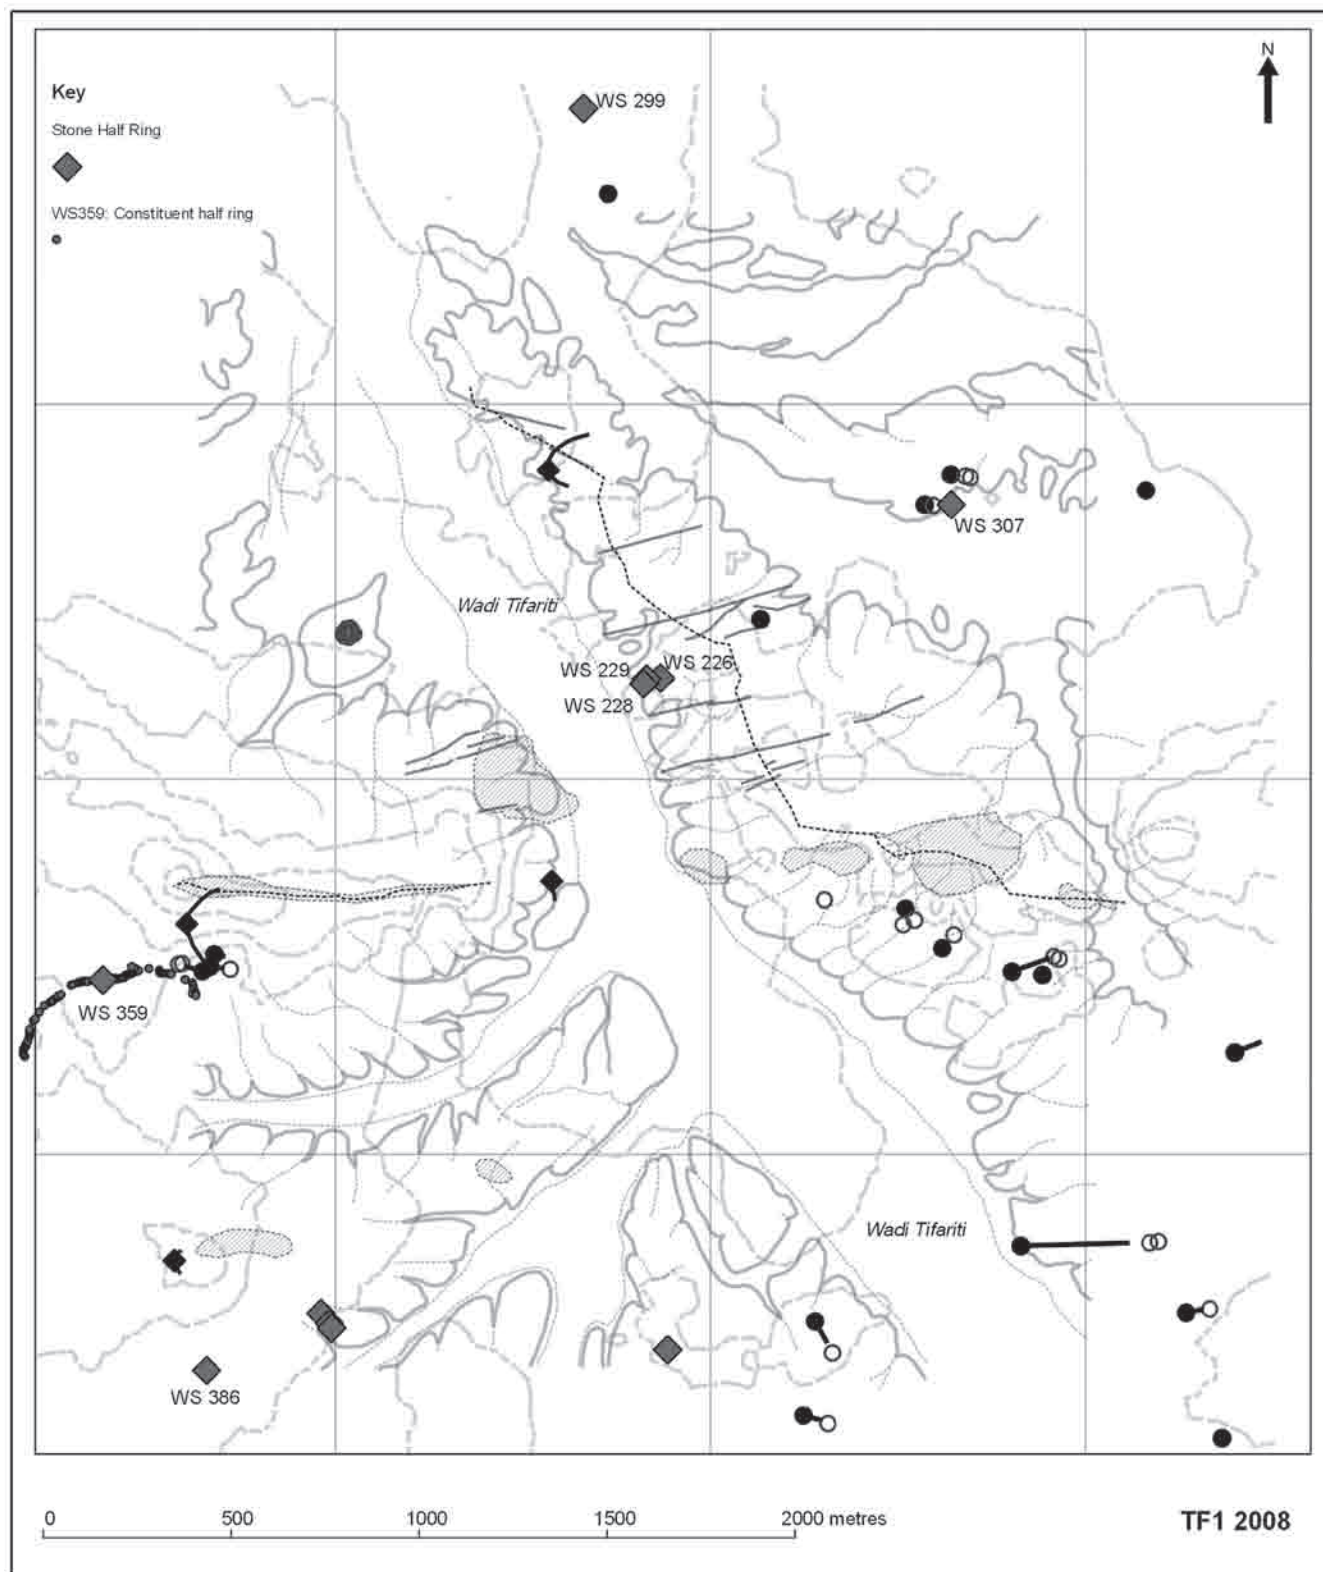 N
Key
WS 299
Stone Half Ring
WS359: Constituent half ring
WS 307
Wadi Tifariti
WS 229
WS 226
WS 228
WS 359
Wadi Tifariti
WS 386
0 500 1000 1500 2000 metres
TF1 2008